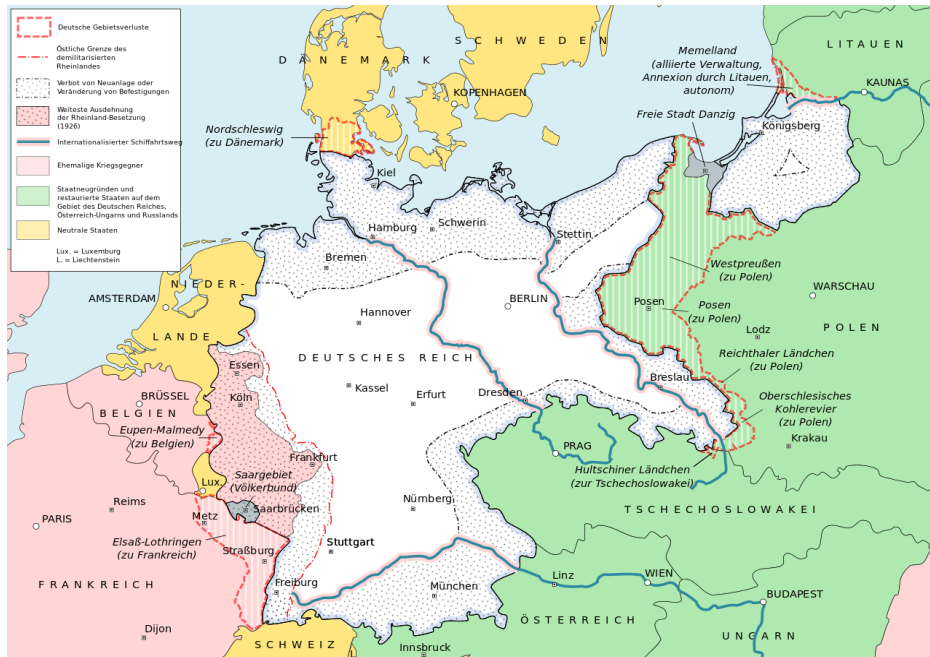 Deutsche Gebietsverluste
Östliche Grenze des
demilitarisierten
Rheinlandes
Verbot von Neuanlage oder
Veränderung von Befestigungen
Weiteste Ausdehnung
der Rheinland-Besetzung
(1926)
Internationalisierter Schiffahrtsweg
Ehemalige Kriegsgegner
Staatneugründen und
restaurierte Staaten auf dem
Gebiet des Deutschen Reiches,
Österreich-Ungarns und Russlands
Neutrale Staaten
Lux. = Luxemburg
L. = Liechtenstein
SCHWEDEN
DÄNEMARK
KOPENHAGEN
LITAUEN
Memelland
(alliierte Verwaltung,
Annexion durch Litauen,
autonom)
KAUNAS
Freie Stadt Danzig
Königsberg
Nordschleswig
(zu Dänemark)
Kiel
Schwerin
Hamburg
Stettin
Bremen
Westpreußen
(zu Polen)
NIEDER-
LANDE
AMSTERDAM
BERLIN
Posen
Posen
(zu Polen)
WARSCHAU
POLEN
Hannover
Lodz
DEUTSCHES REICH
Reichthaler Ländchen
(zu Polen)
Essen
Kassel
Breslau
BRÜSSEL
BELGIEN
Köln
Erfurt
Dresden
Oberschlesisches
Kohlerevier
(zu Polen)
Eupen-Malmedy
(zu Belgien)
PRAG
Krakau
Frankfurt
Hultschiner Ländchen
(zur Tschechoslowakei)
Saargebiet
(Völkerbund)
Lux.
Reims
Saarbrücken
Nürnberg
TSCHECHOSLOWAKEI
PARIS
Metz
Elsaß-Lothringen
(zu Frankreich)
Stuttgart
Straßburg
FRANKREICH
Freiburg
München
Linz
WIEN
BUDAPEST
ÖSTERREICH
UNGARN
Dijon
SCHWEIZ
Innsbruck